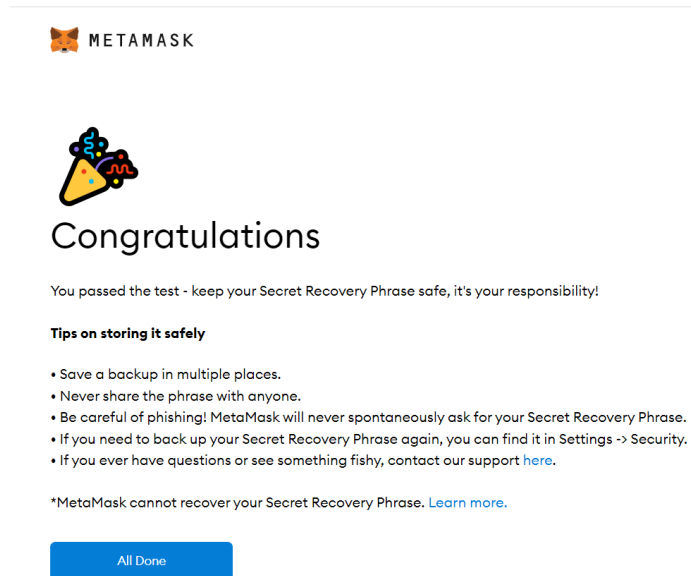 METAMASK
Congratulations
You passed the test - keep your Secret Recovery Phrase safe, it's your responsibility!
Tips on storing it safely
• Save a backup in multiple places.
• Never share the phrase with anyone.
• Be careful of phishing! MetaMask will never spontaneously ask for your Secret Recovery Phrase.
• If you need to back up your Secret Recovery Phrase again, you can find it in Settings -> Security.
• If you ever have questions or see something fishy, contact our support here.
*MetaMask cannot recover your Secret Recovery Phrase. Learn more.
All Done